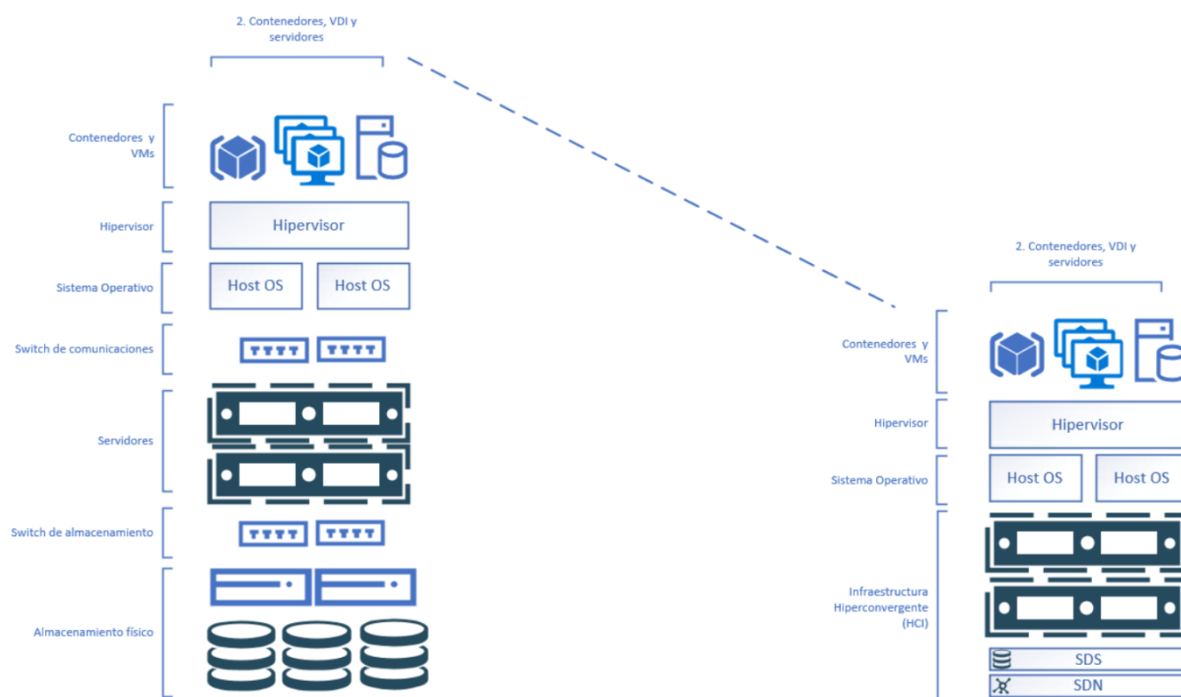 2. Contenedores, VDI y
servidores
Contenedores y
VMs
Hipervisor
Hipervisor
Sistema Operativo
Host OS
Host OS
Switch de comunicaciones
Servidores
Switch de almacenamiento
Almacenamiento físico
2. Contenedores, VDI y
servidores
Contenedores y
VMs
Hipervisor
Hipervisor
Sistema Operativo
Host OS
Host OS
Infraestructura
Hiperconvergente
(HCI)
SDS
SDN